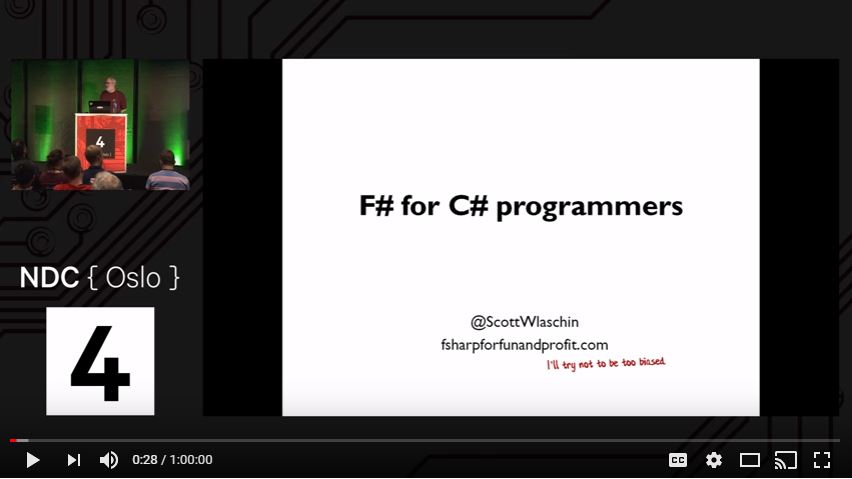 4
NDC { Oslo }
4
F# for C# programmers
@ScottWlaschin
fsharpforfunandprofit.com
I'll try not to be too biased
0:28 / 1:00:00
CC